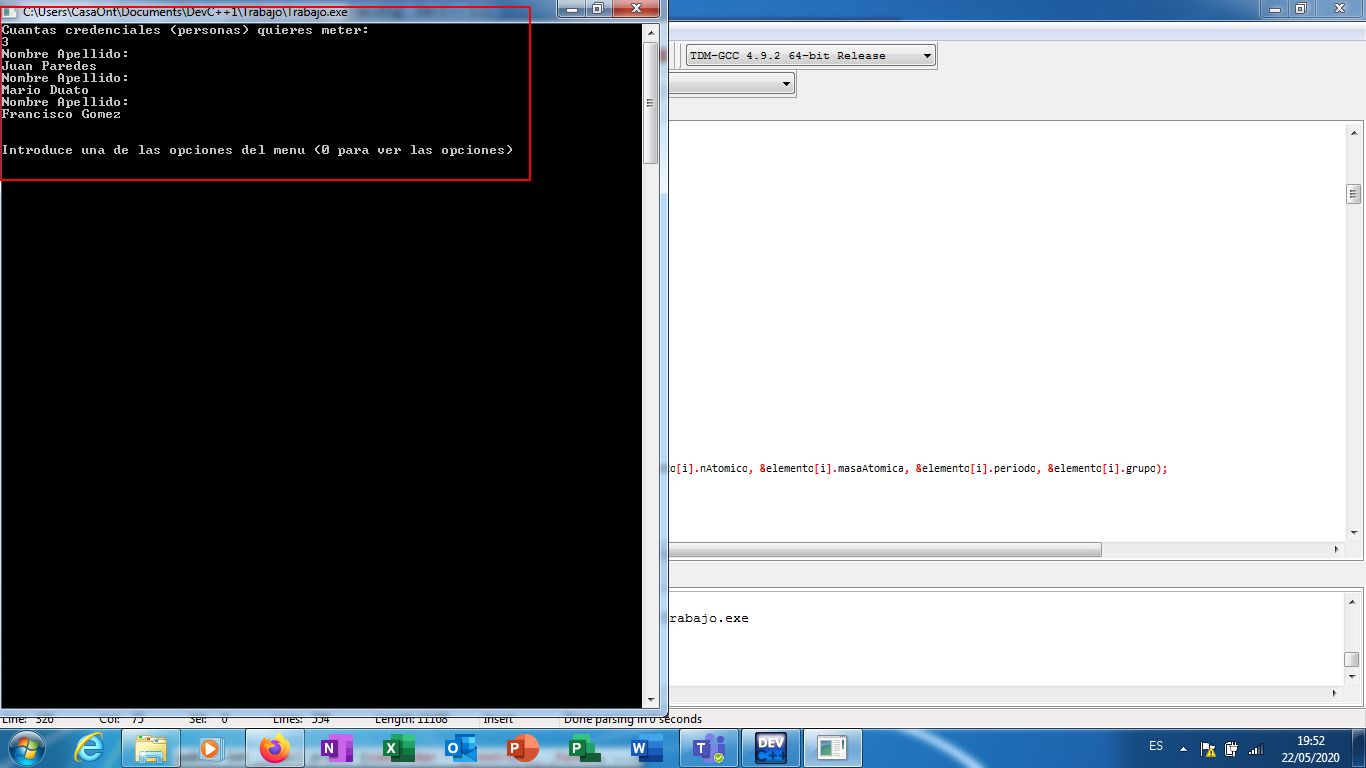 C:\Users\CasaOnt\Documents\DevC++1\Trabajo\Trabajo.exe
Cuantas credenciales (personas) quieres meter:
3
Nombre Apellido:
Juan Paredes
Nombre Apellido:
Mario Duato
Nombre Apellido:
Francisco Gomez
Introduce una de las opciones del menu (0 para ver las opciones)
TDM-GCC 4.9.2 64-bit Release
o[i].nAtomico, &elemento[i].masaAtomica, &elemento[i].periodo, &elemento[i].grupo);
rabajo.exe
Line: 326 Col: 75 Sel: 0 Lines: 554 Length: 11168 Insert Done parsing in 0 seconds
DEV C++
ES
19:52
22/05/2020